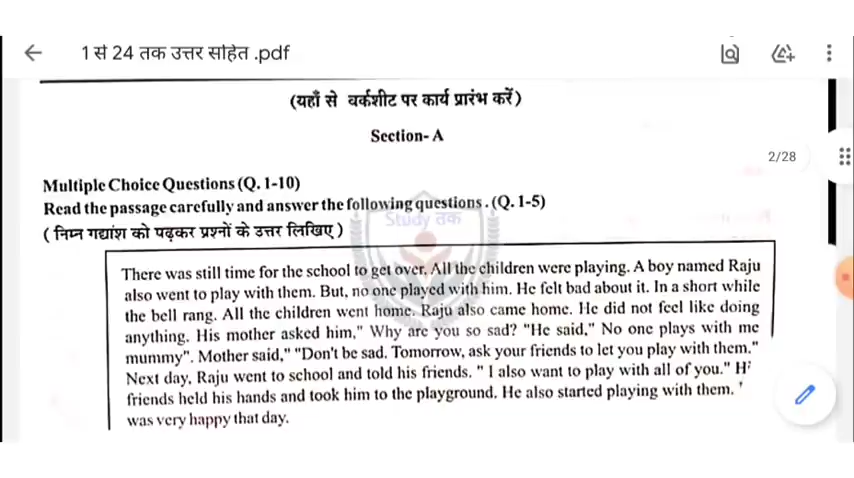 1 से 24 तक उत्तर सहित .pdf
(यहाँ से वर्कशीट पर कार्य प्रारंभ करें)
Section- A
2/28
Multiple Choice Questions (Q. 1-10)
Read the passage carefully and answer the following questions . (Q. 1-5)
Study तक
( निम्न गद्यांश को पढ़कर प्रश्नों के उत्तर लिखिए )
There was still time for the school to get over. All the children were playing. A boy named Raju
also went to play with them. But, no one played with him. He felt bad about it. In a short while
the bell rang. All the children went home. Raju also came home. He did not feel like doing
anything. His mother asked him," Why are you so sad? "He said," No one plays with me
mummy". Mother said," "Don't be sad. Tomorrow, ask your friends to let you play with them."
Next day, Raju went to school and told his friends. " I also want to play with all of you."
friends held his hands and took him to the playground. He also started playing with them.
was very happy that day.